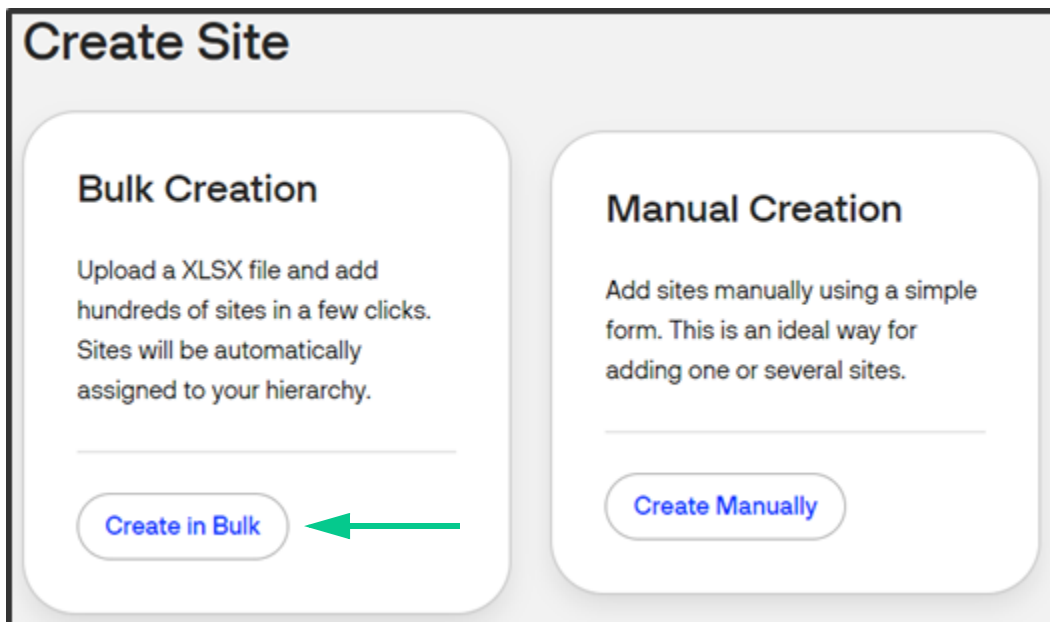 Create Site
Bulk Creation
Upload a XLSX file and add
hundreds of sites in a few clicks.
Sites will be automatically
assigned to your hierarchy.
Create in Bulk
Manual Creation
Add sites manually using a simple
form. This is an ideal way for
adding one or several sites.
Create Manually